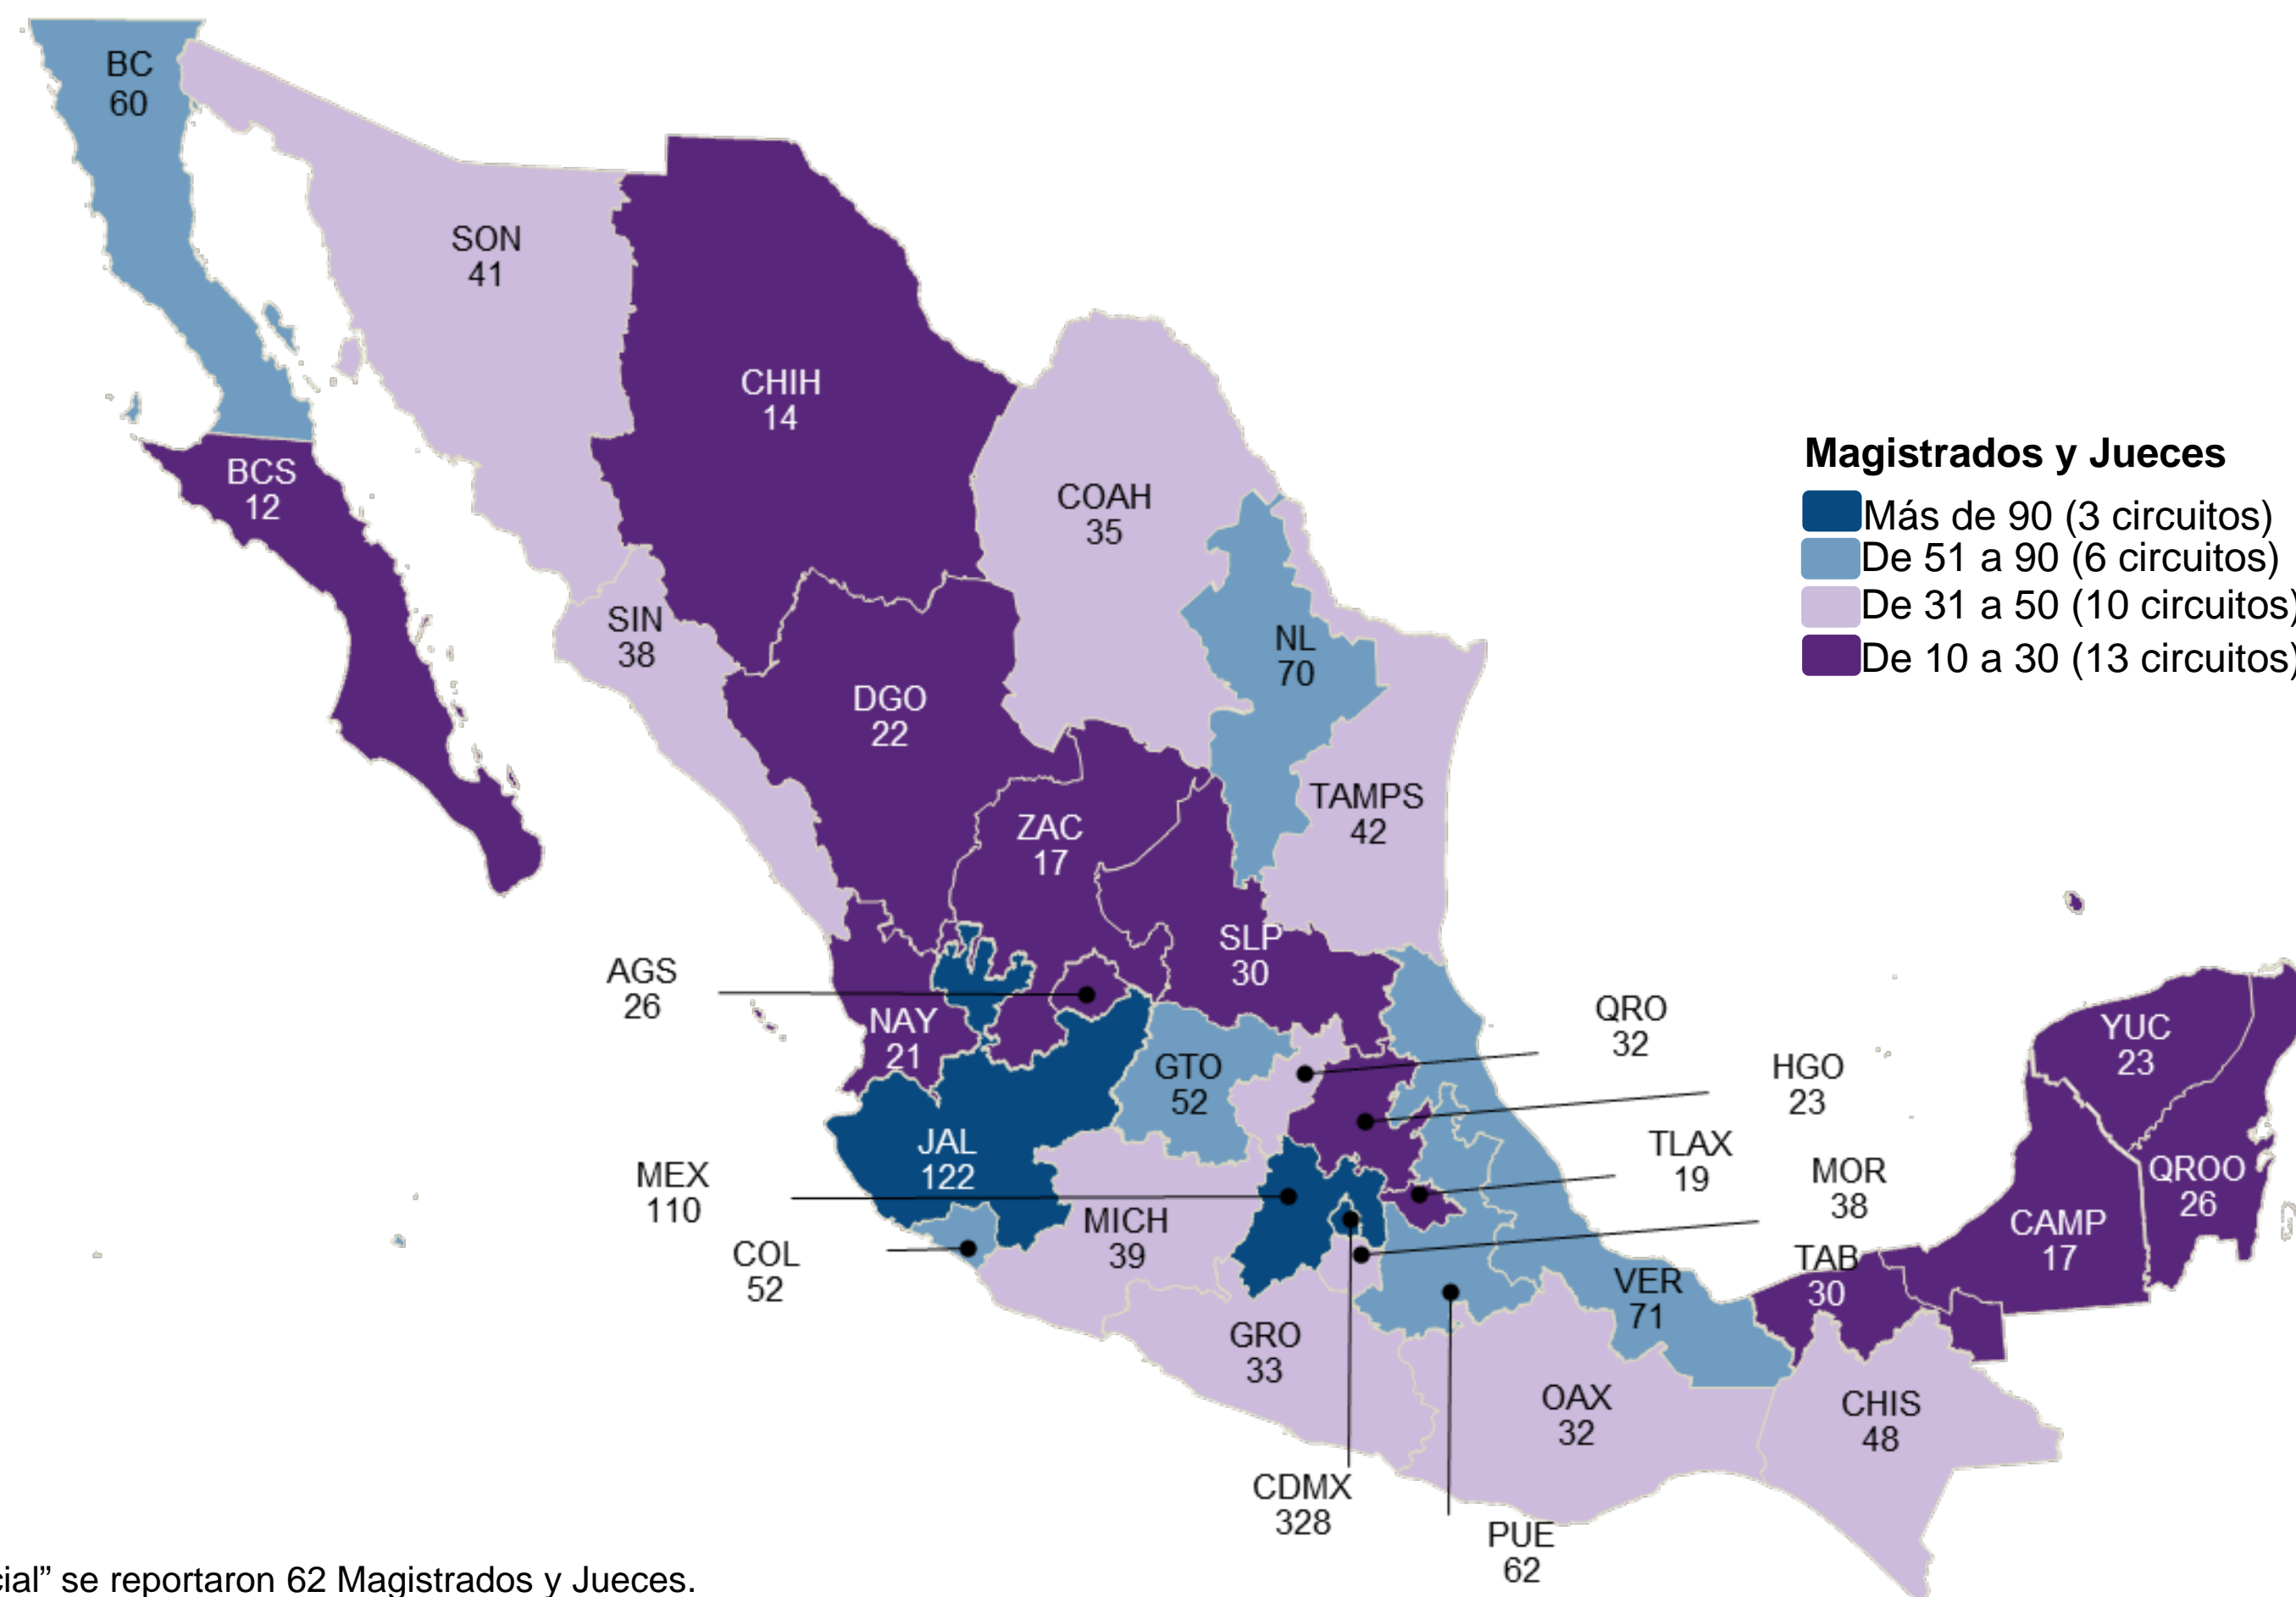 BC
60
SON
41
CHIH
14
BCS
12
COAH
35
Magistrados y Jueces
Más de 90 (3 circuitos)
De 51 a 90 (6 circuitos)
De 31 a 50 (10 circuitos)
De 10 a 30 (13 circuitos)
SIN
38
NL
70
DGO
22
TAMPS
42
ZAC
17
SLP
30
AGS
26
NAY
21
QRO
32
YUC
23
GTO
52
HGO
23
JAL
122
TLAX
19
MOR
38
QROO
26
MEX
110
MICH
39
CAMP
17
COL
52
TAB
30
VER
71
GRO
33
OAX
32
CHIS
48
CDMX
328
PUE
62
cial” se reportaron 62 Magistrados y Jueces.